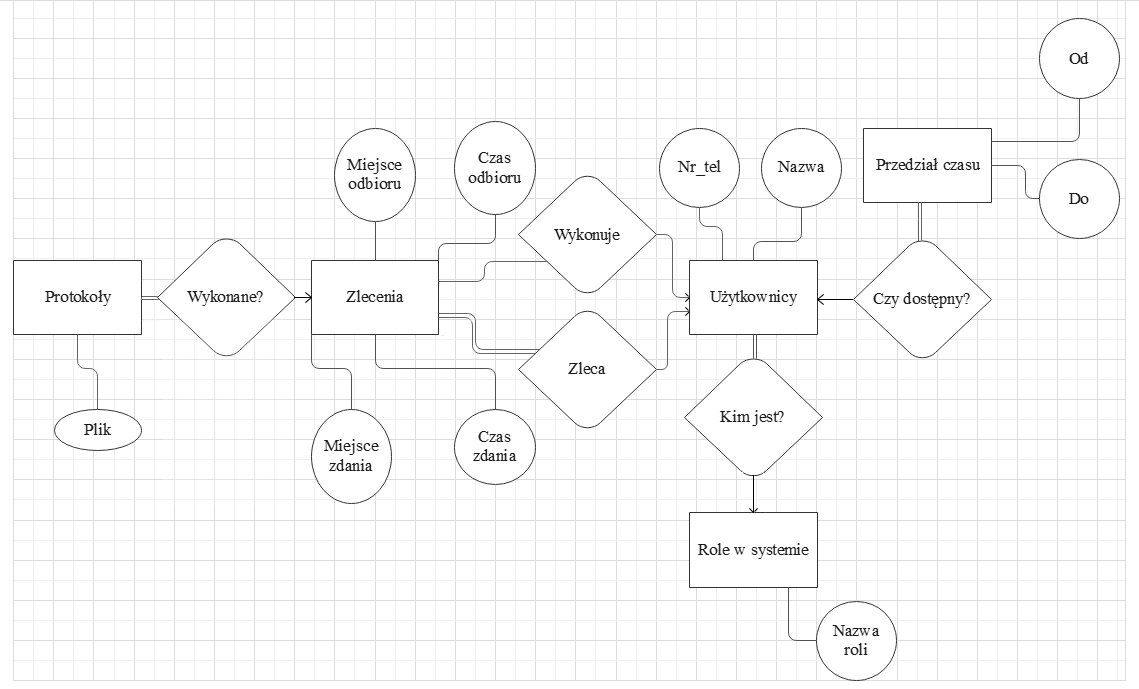 Od
Miejsce
odbioru
Czas
odbioru
Nr_tel
Nazwa
Przedział czasu
Do
Wykonuje
Protokoły
Wykonane?
Zlecenia
Użytkownicy
Czy dostępny?
Zleca
Kim jest?
Plik
Miejsce
zdania
Czas
zdania
Role w systemie
Nazwa
roli